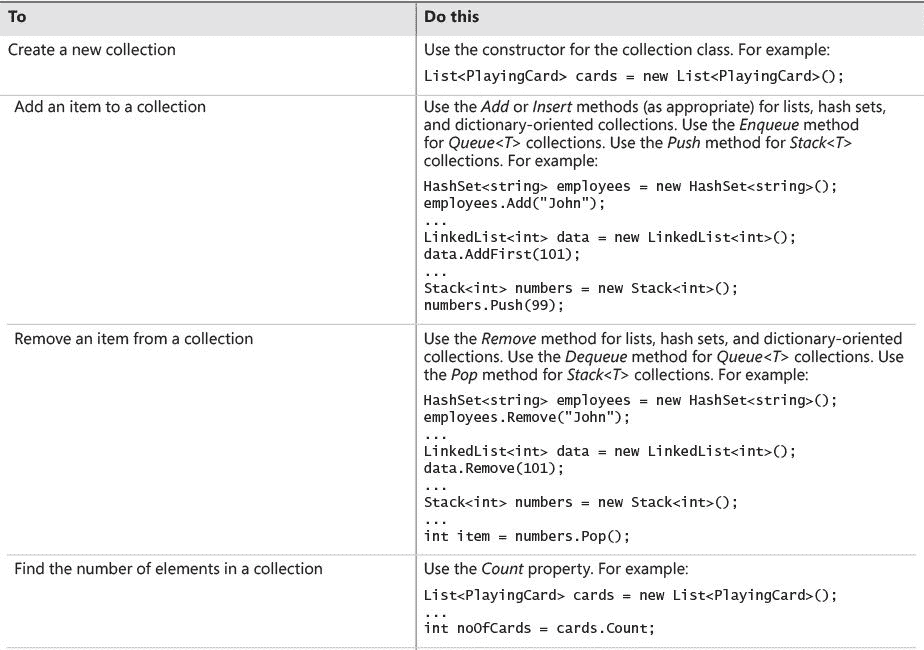 To
Do this
Create a new collection
Use the constructor for the collection class. For example:
List<PlayingCard> cards = new List<PlayingCard>();
Add an item to a collection
Use the Add or Insert methods (as appropriate) for lists, hash sets,
and dictionary-oriented collections. Use the Enqueue method
for Queue<T> collections. Use the Push method for Stack<T>
collections. For example:
HashSet<string> employees = new HashSet<string>();
employees.Add("John");
...
LinkedList<int> data = new LinkedList<int>();
data.AddFirst(101);
...
Stack<int> numbers = new Stack<int>();
numbers.Push(99);
Remove an item from a collection
Use the Remove method for lists, hash sets, and dictionary-oriented
collections. Use the Dequeue method for Queue<T> collections. Use
the Pop method for Stack<T> collections. For example:
HashSet<string> employees = new HashSet<string>();
employees.Remove("John");
...
LinkedList<int> data = new LinkedList<int>();
data.Remove(101);
...
Stack<int> numbers = new Stack<int>();
...
int item = numbers.Pop();
Find the number of elements in a collection
Use the Count property. For example:
List<PlayingCard> cards = new List<PlayingCard>();
...
int noOfCards = cards.Count;